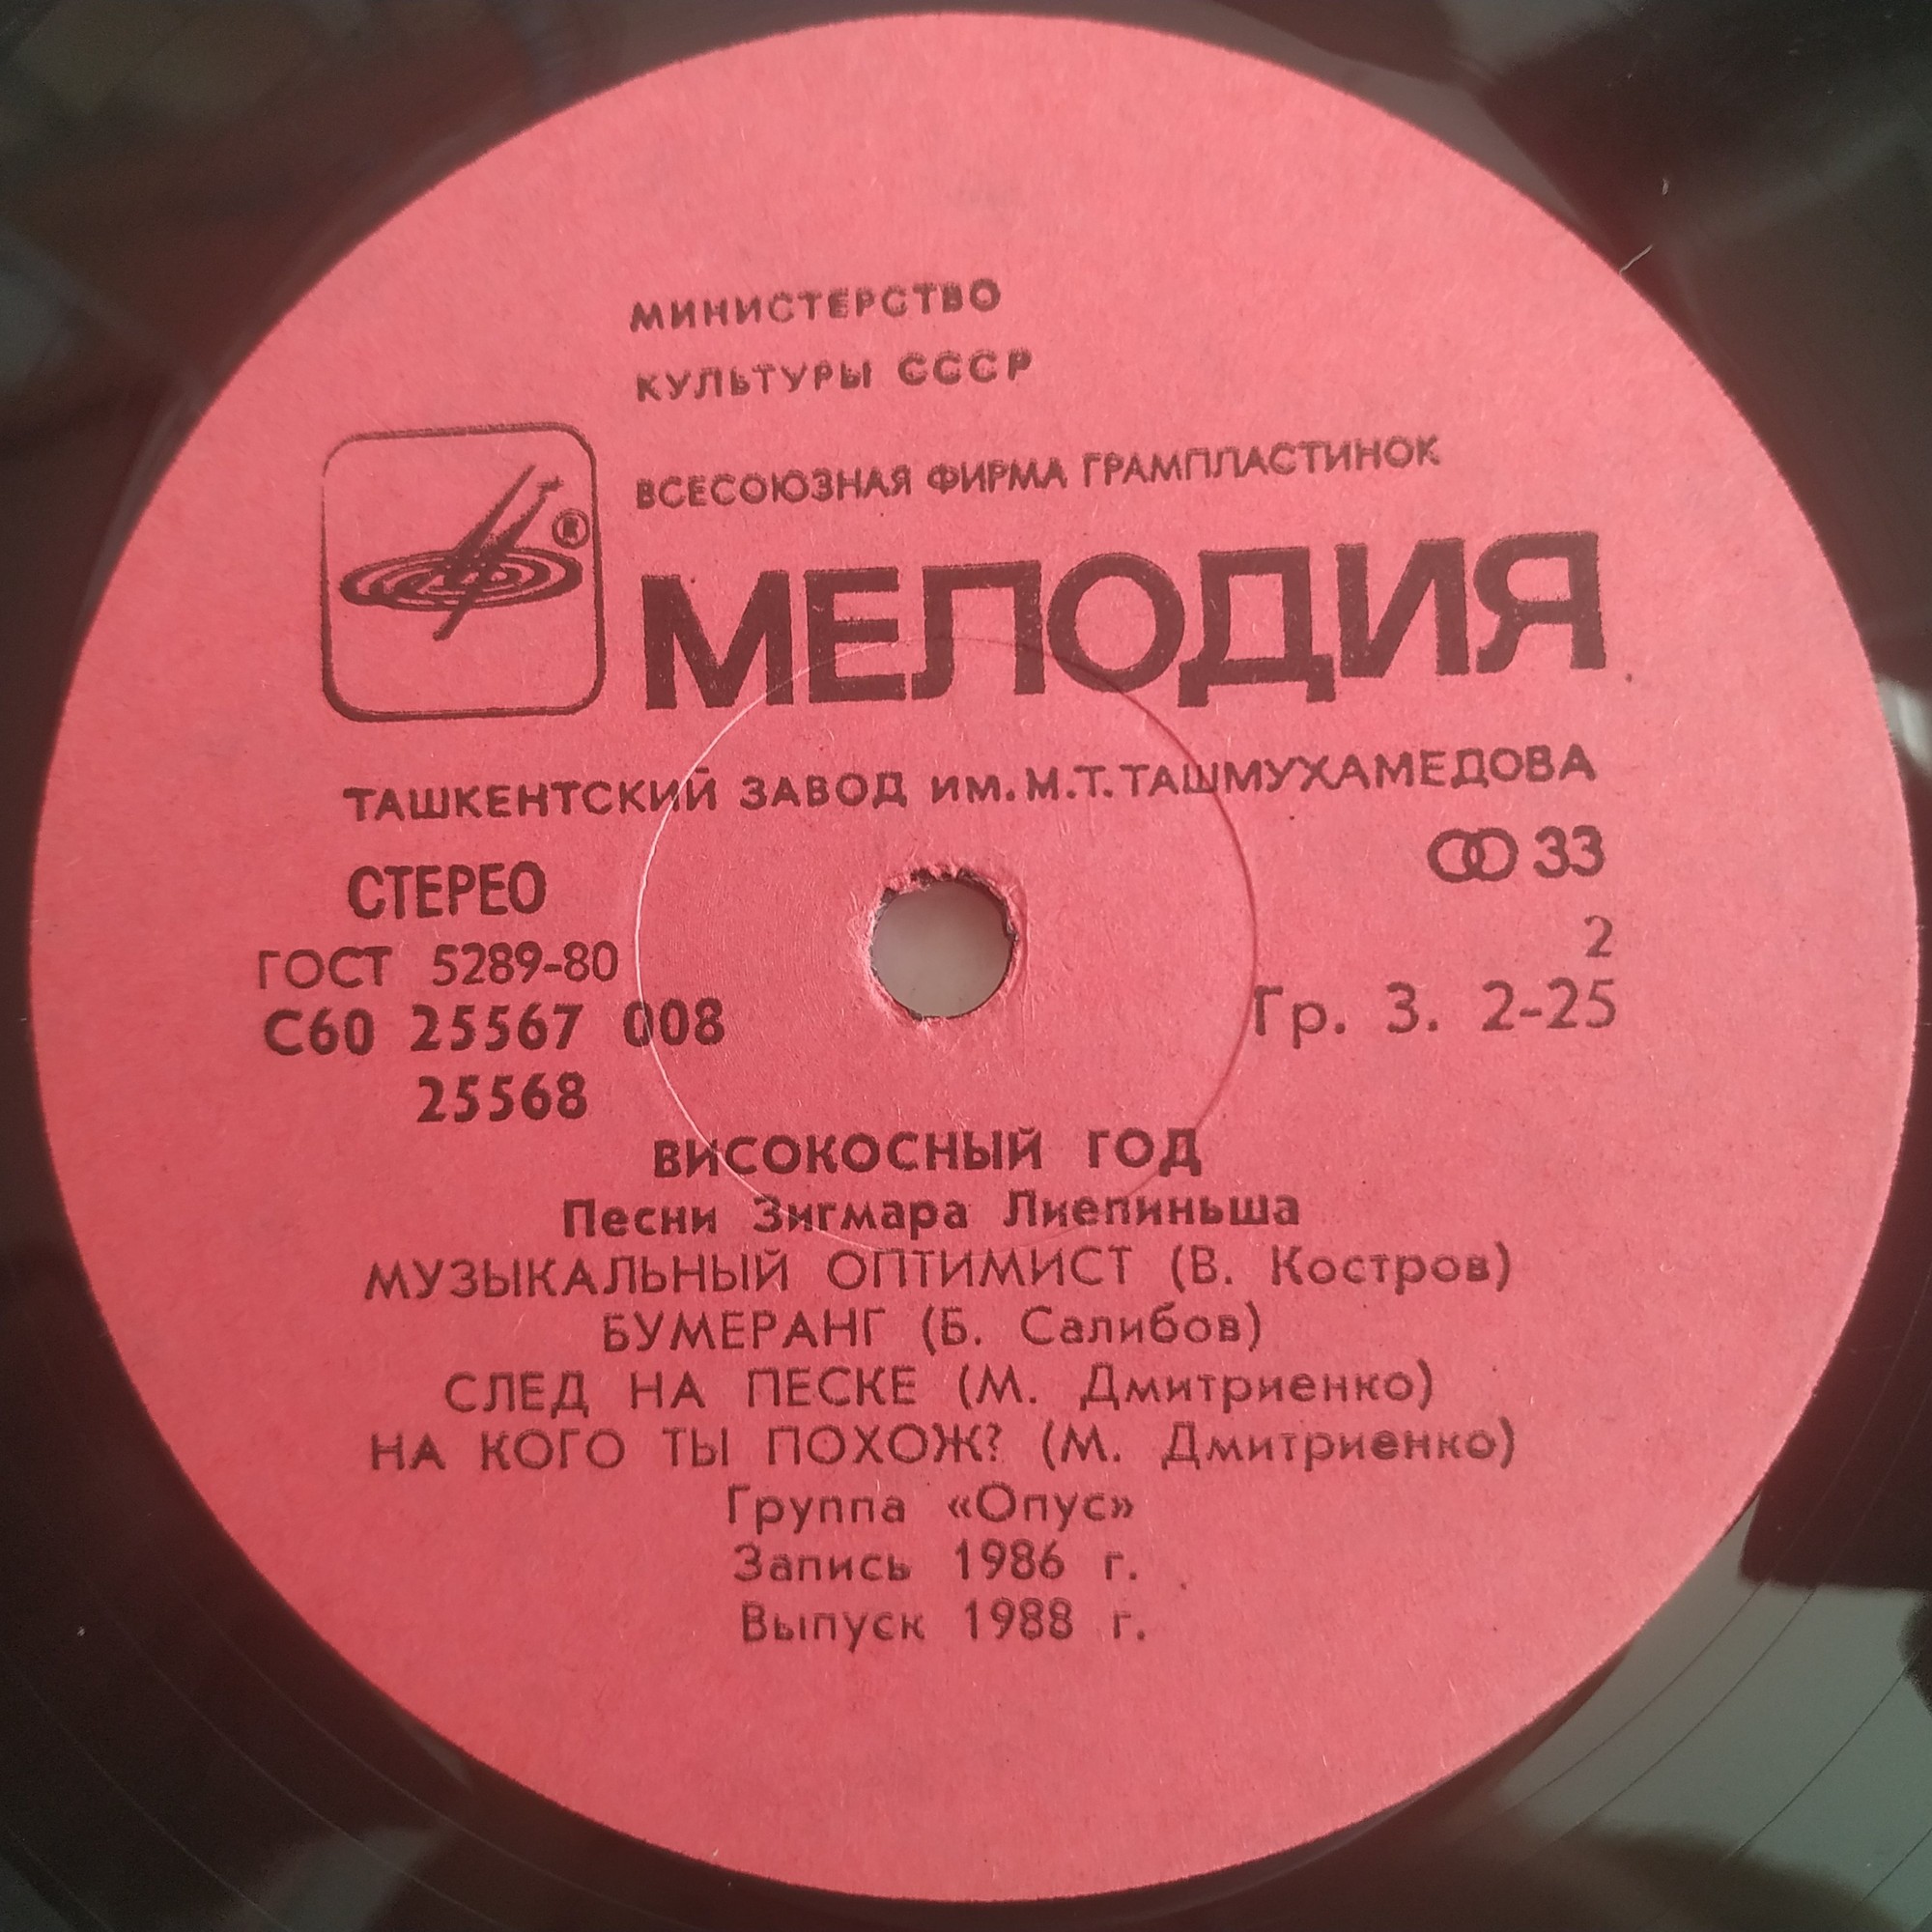 МИНИСТЕРСТВО
КУЛЬТУРЫ СССР
ВСЕСОЮЗНАЯ ФИРМА ГРАМПЛАСТИНОК
®
МЕЛОДИЯ
ТАШКЕНТСКИЙ ЗАВОД ИМ. М.Т. ТАШМУХАМЕДОВА
СТЕРЕО
33
ГОСТ 5289-80
2
С60 25567 008
Гр. 3. 2-25
25568
ВИСОКОСНЫЙ ГОД
Песни Зигмара Лиепиньша
МУЗЫКАЛЬНЫЙ ОПТИМИСТ (В. Костров)
БУМЕРАНГ (Б. Салибов)
СЛЕД НА ПЕСКЕ (М. Дмитриенко)
НА КОГО ТЫ ПОХОЖ? (М. Дмитриенко)
Группа «Опус»
Запись 1986 г.
Выпуск 1988 г.